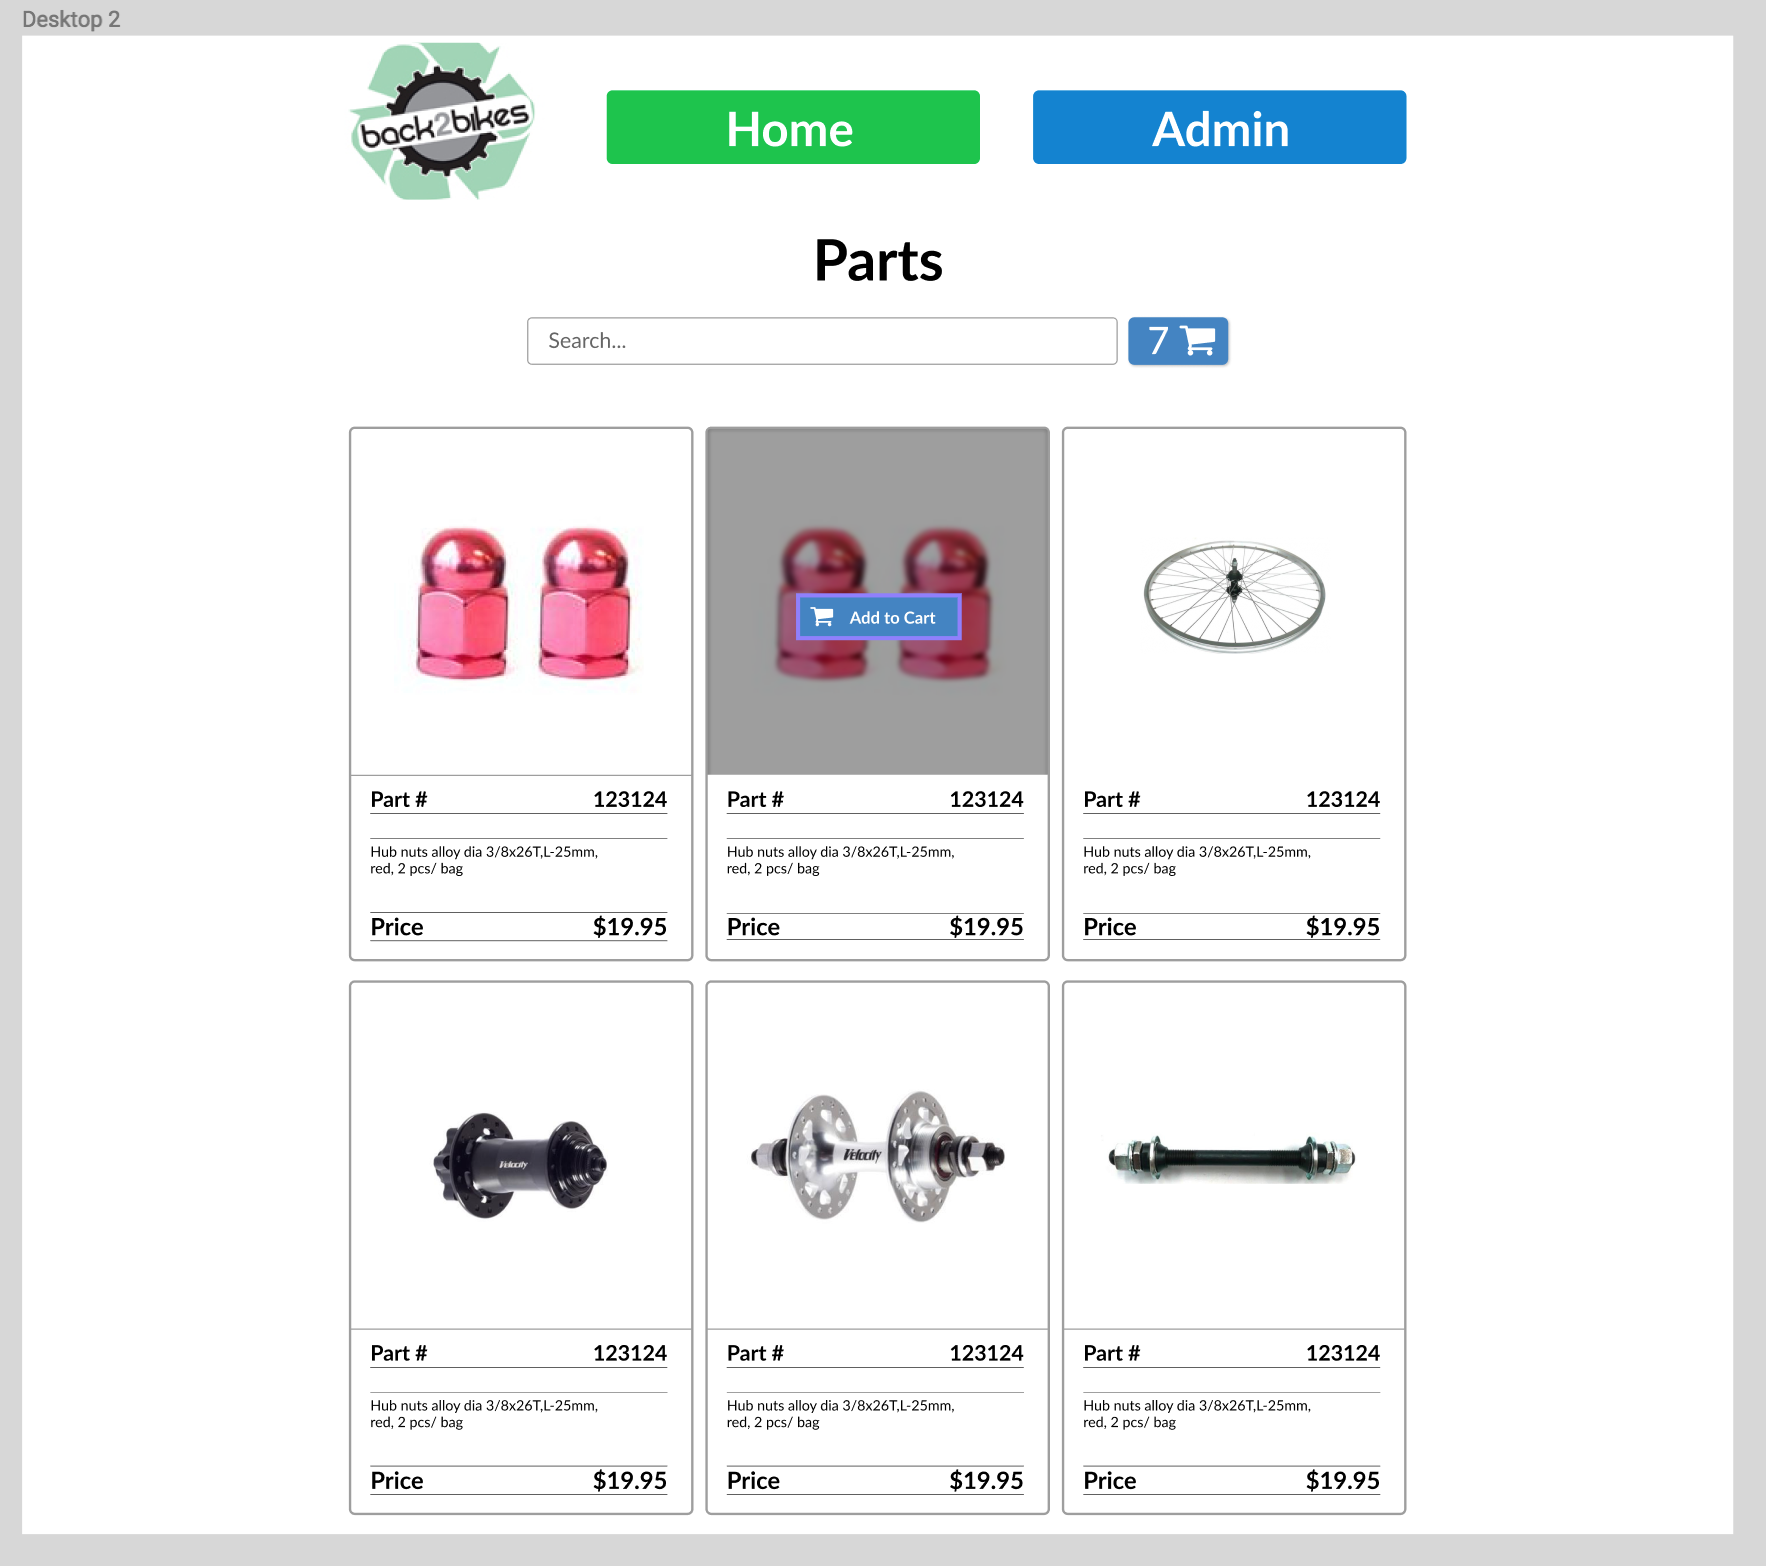 Desktop 2
back2bikes
Home
Admin
Parts
Search...
7
Add to Cart
Part # 123124
Hub nuts alloy dia 3/8x26T,L-25mm,
red, 2 pcs/ bag
Price $19.95
Part # 123124
Hub nuts alloy dia 3/8x26T,L-25mm,
red, 2 pcs/ bag
Price $19.95
Part # 123124
Hub nuts alloy dia 3/8x26T,L-25mm,
red, 2 pcs/ bag
Price $19.95
Velocity
Velocity
Part # 123124
Hub nuts alloy dia 3/8x26T,L-25mm,
red, 2 pcs/ bag
Price $19.95
Part # 123124
Hub nuts alloy dia 3/8x26T,L-25mm,
red, 2 pcs/ bag
Price $19.95
Part # 123124
Hub nuts alloy dia 3/8x26T,L-25mm,
red, 2 pcs/ bag
Price $19.95